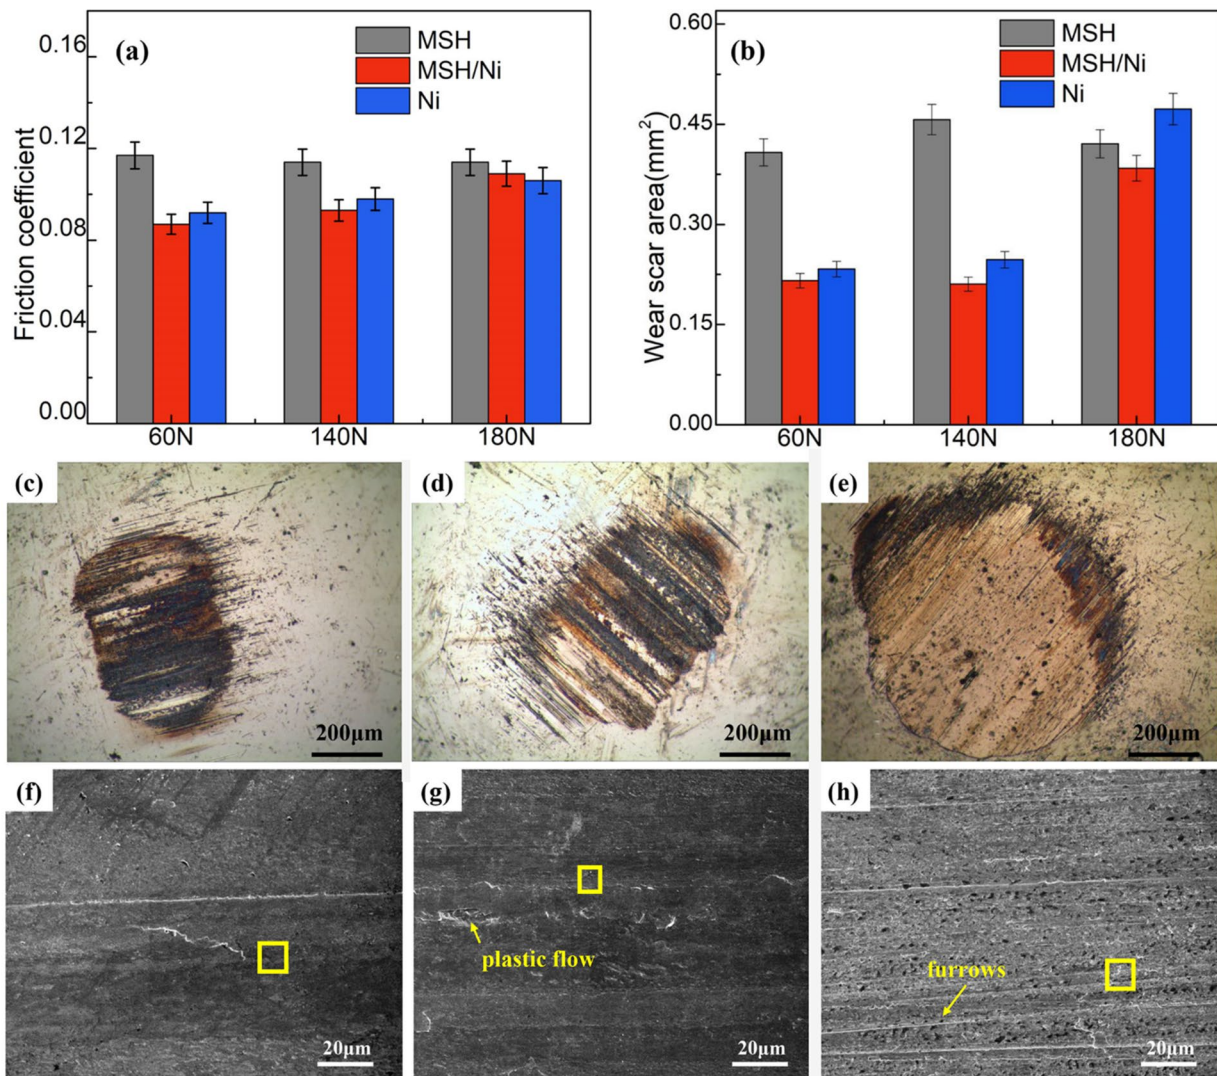 (a)
MSH
MSH/Ni
Ni
Friction coefficient
0.16
0.12
0.08
0.04
0.00
60N
140N
180N
(b)
MSH
MSH/Ni
Ni
Wear scar area(mm²)
0.60
0.45
0.30
0.15
0.00
60N
140N
180N
(c)
200μm
(d)
200μm
(e)
200μm
(f)
20μm
(g)
plastic flow
20μm
(h)
furrows
20μm